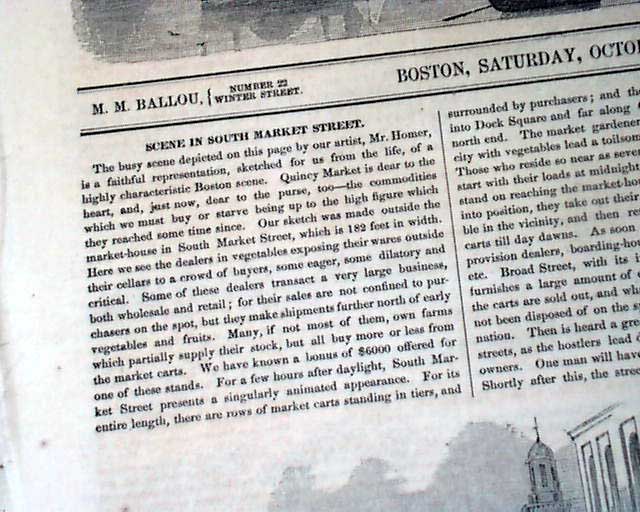 M. M. BALLOU, { NUMBER 22
WINTER STREET.
BOSTON, SATURDAY, OCTO
SCENE IN SOUTH MARKET STREET.
The busy scene depicted on this page by our artist, Mr. Homer,
is a faithful representation, sketched for us from the life, of a
highly characteristic Boston scene. Quincy Market is dear to the
heart, and, just now, dear to the purse, too—the commodities
which we must buy or starve being up to the high figure which
they reached some time since. Our sketch was made outside the
market-house in South Market Street, which is 182 feet in width.
Here we see the dealers in vegetables exposing their wares outside
their cellars to a crowd of buyers, some eager, some dilatory and
critical. Some of these dealers transact a very large business,
both wholesale and retail; for their sales are not confined to pur-
chasers on the spot, but they make shipments further north of early
vegetables and fruits. Many, if not most of them, own farms
which partially supply their stock, but all buy more or less from
the market carts. We have known a bonus of $6000 offered for
one of these stands. For a few hours after daylight, South Mar-
ket Street presents a singularly animated appearance. For its
entire length, there are rows of market carts standing in tiers, and
surrounded by purchasers; and the
into Dock Square and far along
north end. The market gardener
city with vegetables lead a toilsom
Those who reside so near as seve
start with their loads at midnight
stand on reaching the market-ho
into position, they take out their
ble in the vicinity, and then r
carts till day dawns. As soon
provision dealers, boarding-ho
etc. Broad Street, with its i
furnishes a large amount of
the carts are sold out, and wh
not been disposed of on the s
nation. Then is heard a gre
streets, as the hostlers lead
owners. One man will have
Shortly after this, the stree